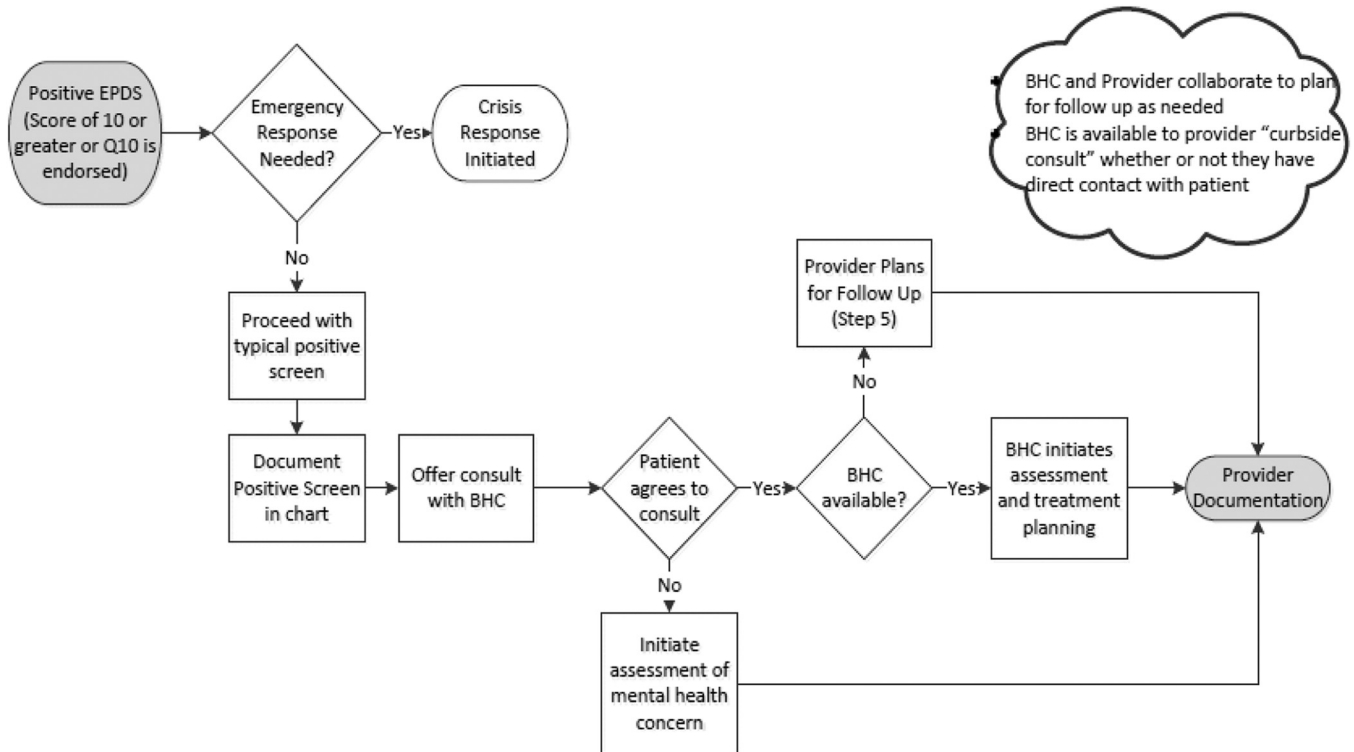 Positive EPDS
(Score of 10 or
greater or Q10 is
endorsed)
Emergency
Response
Needed?
Yes
Crisis
Response
Initiated
BHC and Provider collaborate to plan
for follow up as needed
BHC is available to provider “curbside
consult” whether or not they have
direct contact with patient
No
Proceed with
typical positive
screen
Provider Plans
for Follow Up
(Step 5)
No
Document
Positive Screen
in chart
Offer consult
with BHC
Patient
agrees to
consult
Yes
BHC
available?
Yes
BHC initiates
assessment
and treatment
planning
Provider
Documentation
No
Initiate
assessment of
mental health
concern